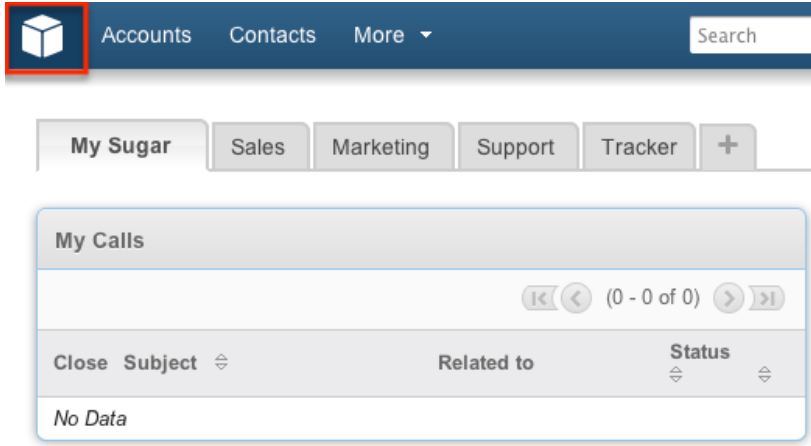 Accounts Contacts More Search
My Sugar Sales Marketing Support Tracker +
My Calls
(0 - 0 of 0)
Close Subject Related to Status
No Data